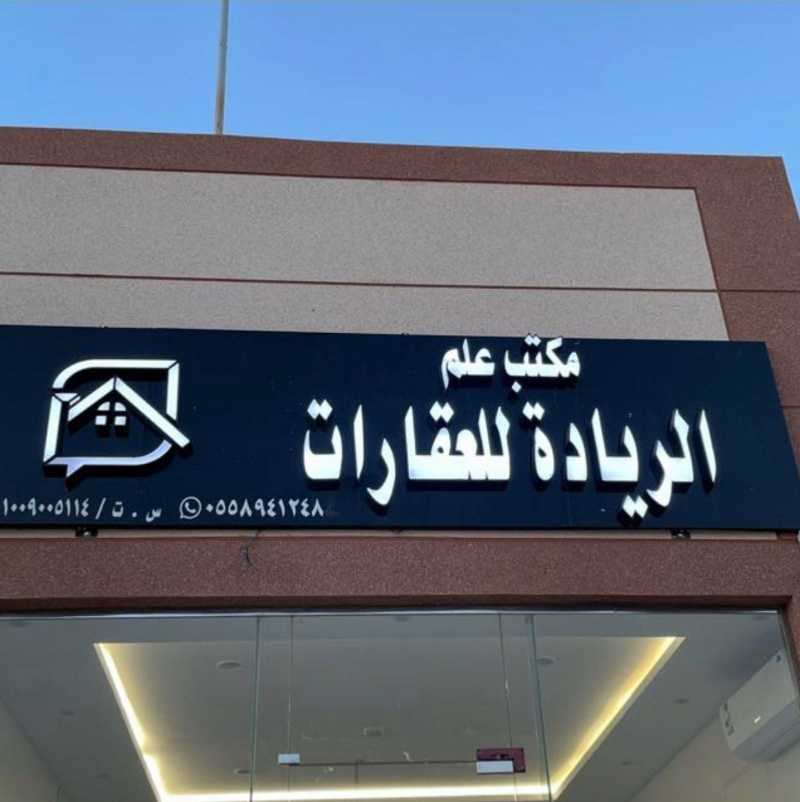 مكتب علم
الريادة للعقارات
٠٥٥٨٩٤١٢٤٨ س . ت / ١٠٠٩٠٠٥١١٤